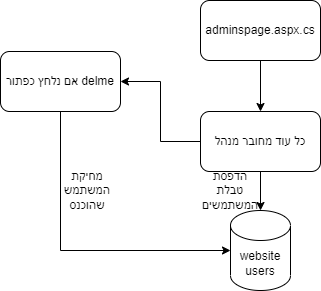 adminspage.aspx.cs
אם נלחץ כפתור delme
כל עוד מחובר מנהל
הדפסת
טבלת
המשתמשים
מחיקת
המשתמש
שהוכנס
website
users